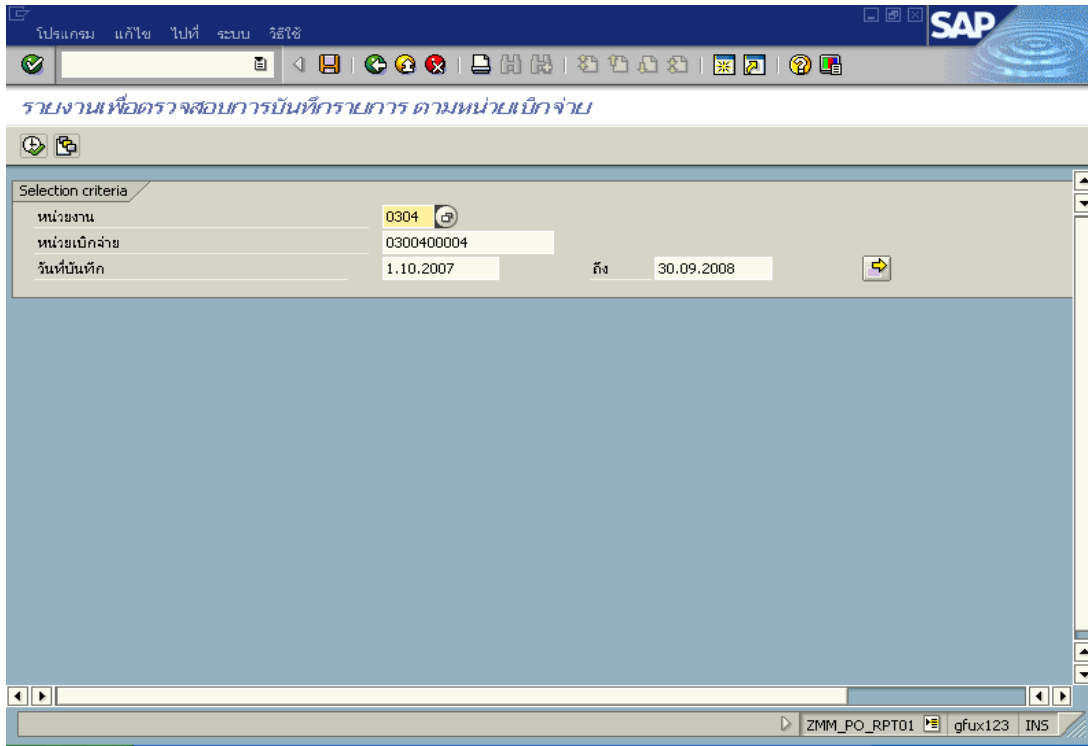 โปรแกรม แก้ไข ไปที่ ระบบ วิธีใช้
SAP
รายงานเพื่อตรวจสอบการบันทึกรายการ ตามหน่วยเบิกจ่าย
Selection criteria
หน่วยงาน 0304
หน่วยเบิกจ่าย 0300400004
วันที่บันทึก 1.10.2007 ถึง 30.09.2008
ZMM_PO_RPT01 gfux123 INS